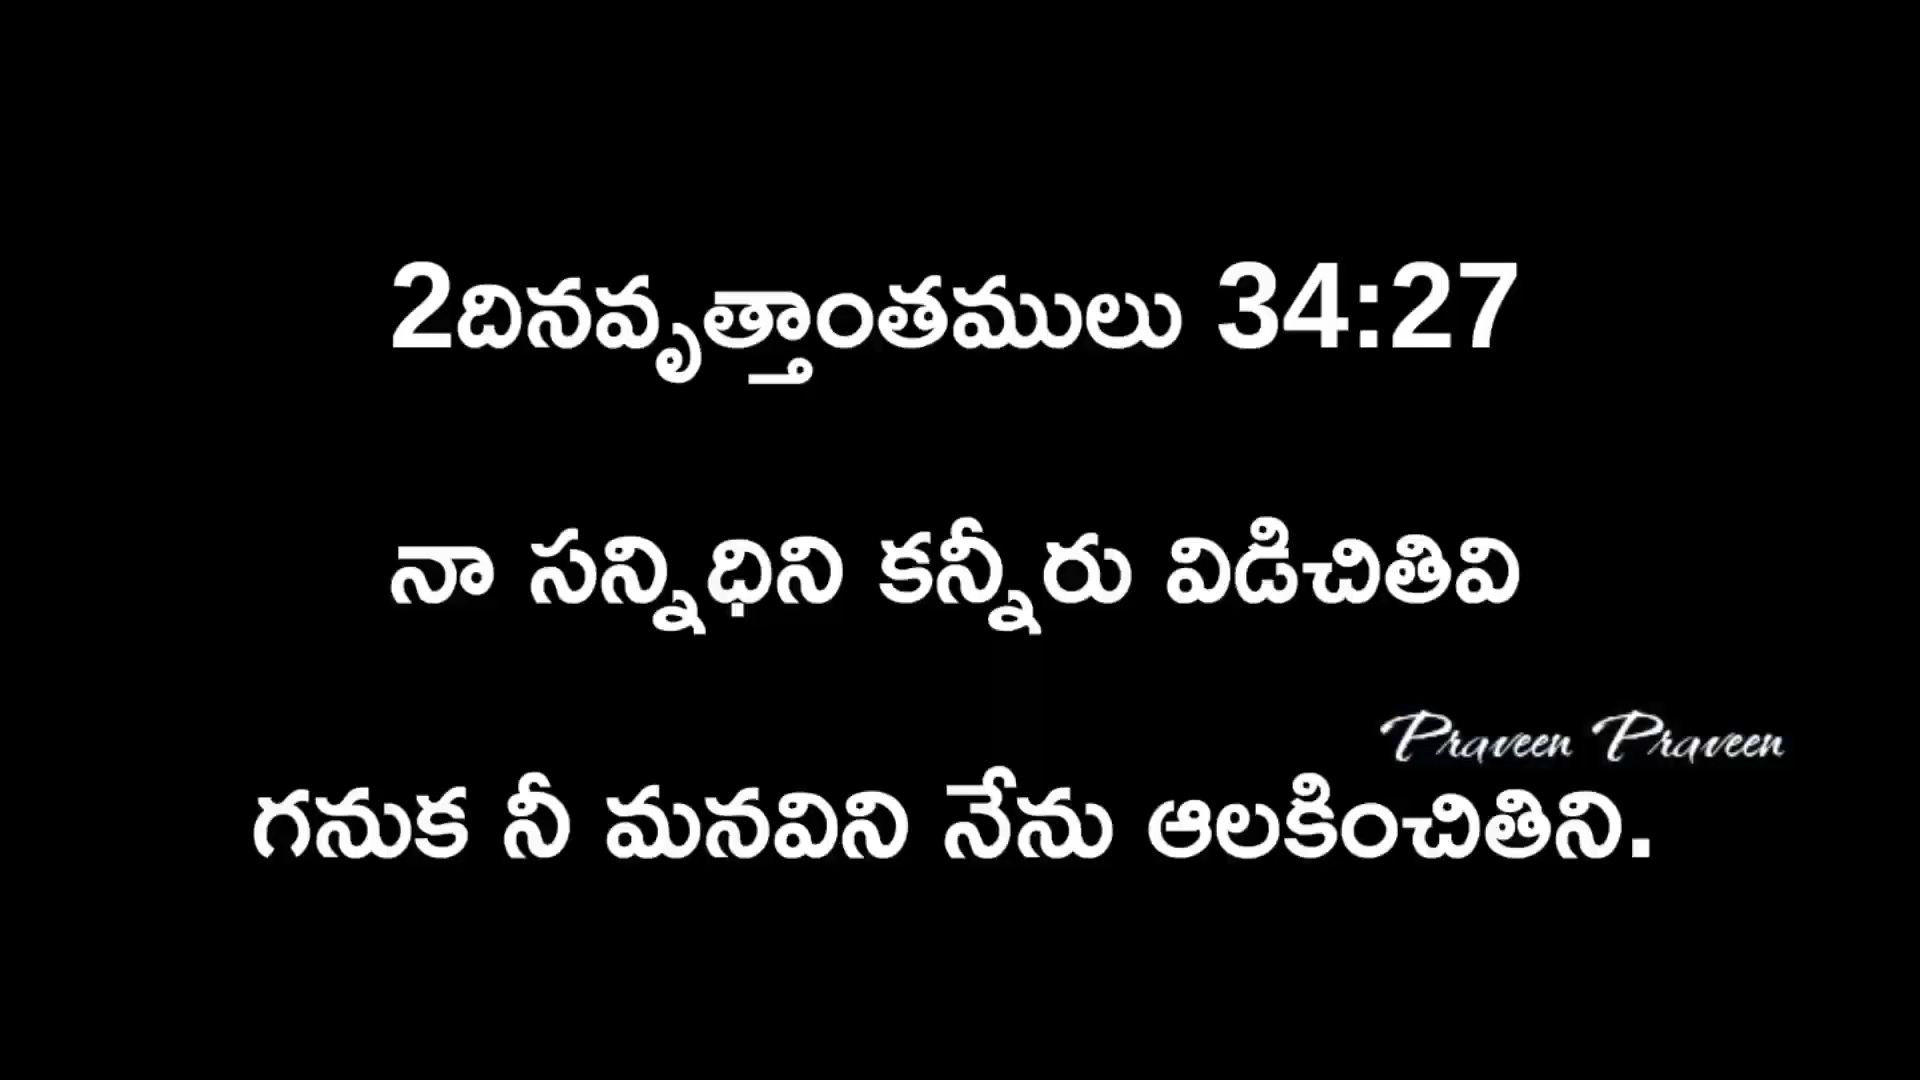 2దినవృత్తాంతములు 34:27
నా సన్నిధిని కన్నీరు విడిచితివి
Praveen Praveen
గనుక నీ మనవిని నేను ఆలకించితిని.